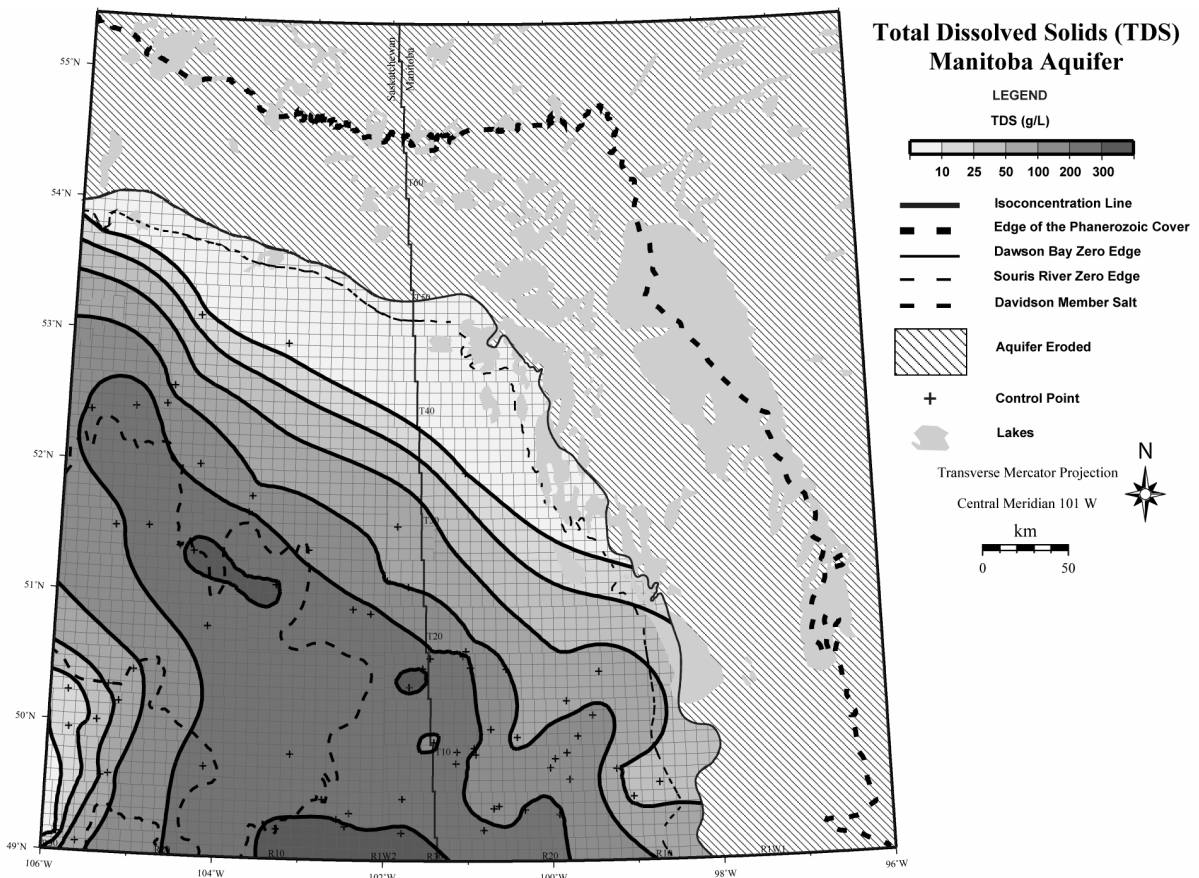 Total Dissolved Solids (TDS)
Manitoba Aquifer
LEGEND
TDS (g/L)
10 25 50 100 200 300
Isoconcentration Line
Edge of the Phanerozoic Cover
Dawson Bay Zero Edge
Souris River Zero Edge
Davidson Member Salt
Aquifer Eroded
Control Point
Lakes
N
Transverse Mercator Projection
Central Meridian 101 W
km
0 50
Saskatchewan
Manitoba
55°N
54°N
53°N
52°N
51°N
50°N
49°N
T60
T50
T40
T30
T20
T10
R10 R1W2 R20 R10 R1W1
106°W 104°W 102°W 100°W 98°W 96°W